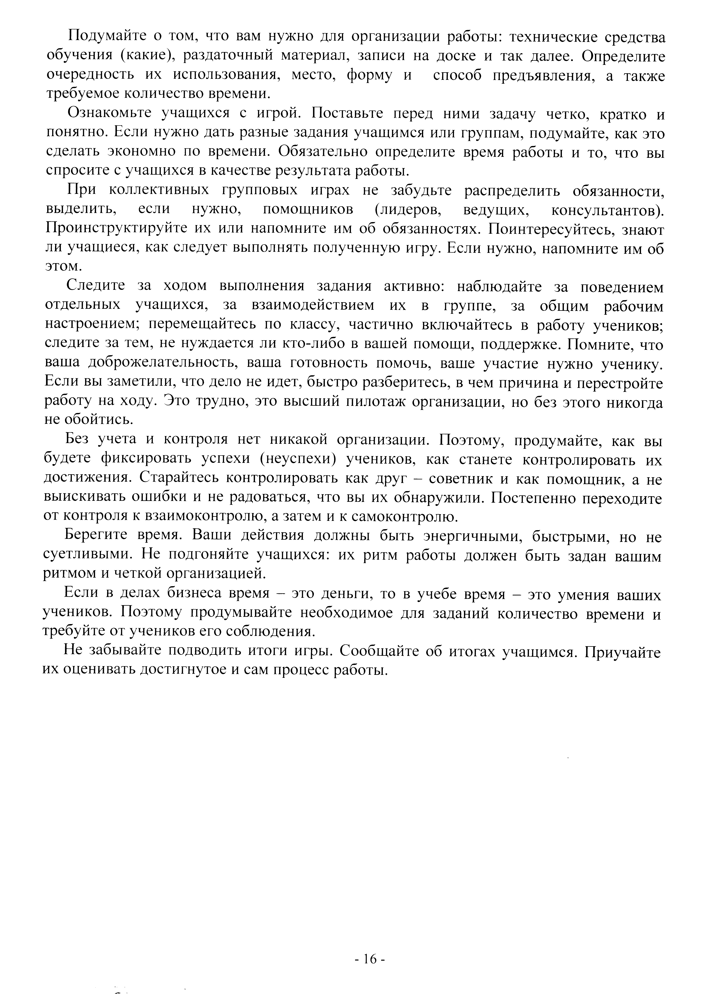 Подумайте о том, что вам нужно для организации работы: технические средства
обучения (какие), раздаточный материал, записи на доске и так далее. Определите
очередность их использования, место, форму и способ предъявления, а также
требуемое количество времени.
Ознакомьте учащихся с игрой. Поставьте перед ними задачу четко, кратко и
понятно. Если нужно дать разные задания учащимся или группам, подумайте, как это
сделать экономно по времени. Обязательно определите время работы и то, что вы
спросите с учащихся в качестве результата работы.
При коллективных групповых играх не забудьте распределить обязанности,
выделить, если нужно, помощников (лидеров, ведущих, консультантов).
Проинструктируйте их или напомните им об обязанностях. Поинтересуйтесь, знают
ли учащиеся, как следует выполнять полученную игру. Если нужно, напомните им об
этом.
Следите за ходом выполнения задания активно: наблюдайте за поведением
отдельных учащихся, за взаимодействием их в группе, за общим рабочим
настроением; перемещайтесь по классу, частично включайтесь в работу учеников;
следите за тем, не нуждается ли кто-либо в вашей помощи, поддержке. Помните, что
ваша доброжелательность, ваша готовность помочь, ваше участие нужно ученику.
Если вы заметили, что дело не идет, быстро разберитесь, в чем причина и перестройте
работу на ходу. Это трудно, это высший пилотаж организации, но без этого никогда
не обойтись.
Без учета и контроля нет никакой организации. Поэтому, продумайте, как вы
будете фиксировать успехи (неуспехи) учеников, как станете контролировать их
достижения. Старайтесь контролировать как друг – советник и как помощник, а не
выискивать ошибки и не радоваться, что вы их обнаружили. Постепенно переходите
от контроля к взаимоконтролю, а затем и к самоконтролю.
Берегите время. Ваши действия должны быть энергичными, быстрыми, но не
суетливыми. Не подгоняйте учащихся: их ритм работы должен быть задан вашим
ритмом и четкой организацией.
Если в делах бизнеса время – это деньги, то в учебе время – это умения ваших
учеников. Поэтому продумывайте необходимое для заданий количество времени и
требуйте от учеников его соблюдения.
Не забывайте подводить итоги игры. Сообщайте об итогах учащимся. Приучайте
их оценивать достигнутое и сам процесс работы.
- 16 -